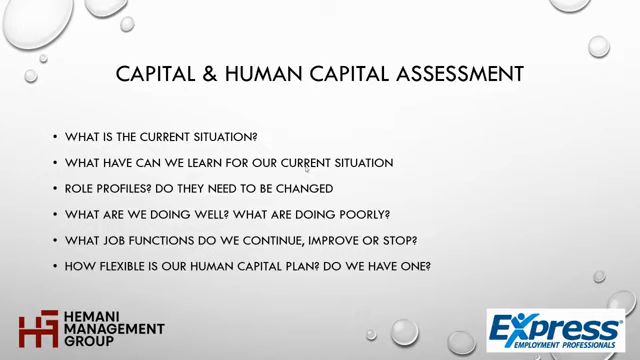 CAPITAL & HUMAN CAPITAL ASSESSMENT
• WHAT IS THE CURRENT SITUATION?
• WHAT HAVE CAN WE LEARN FOR OUR CURRENT SITUATION
• ROLE PROFILES? DO THEY NEED TO BE CHANGED
• WHAT ARE WE DOING WELL? WHAT ARE DOING POORLY?
• WHAT JOB FUNCTIONS DO WE CONTINUE, IMPROVE OR STOP?
• HOW FLEXIBLE IS OUR HUMAN CAPITAL PLAN? DO WE HAVE ONE?
HEMANI
MANAGEMENT
GROUP
Express
EMPLOYMENT PROFESSIONALS